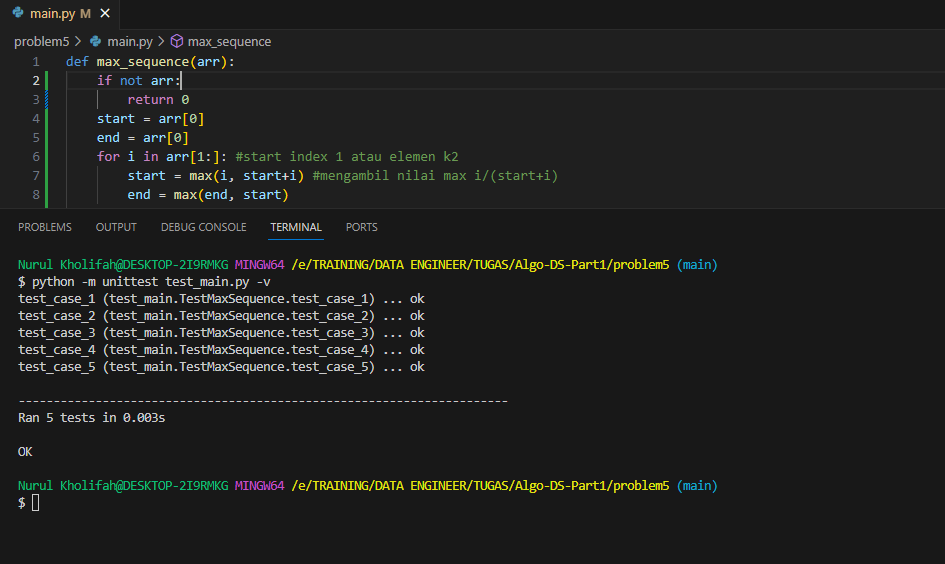 main.py M
problem5 > main.py > max_sequence
1 def max_sequence(arr):
2 if not arr:
3 return 0
4 start = arr[0]
5 end = arr[0]
6 for i in arr[1:]: #start index 1 atau elemen k2
7 start = max(i, start+i) #mengambil nilai max i/(start+i)
8 end = max(end, start)
PROBLEMS OUTPUT DEBUG CONSOLE TERMINAL PORTS
Nurul Kholifah@DESKTOP-2I9RMKG MINGW64 /e/TRAINING/DATA ENGINEER/TUGAS/Algo-DS-Part1/problem5 (main)
$ python -m unittest test_main.py -v
test_case_1 (test_main.TestMaxSequence.test_case_1) ... ok
test_case_2 (test_main.TestMaxSequence.test_case_2) ... ok
test_case_3 (test_main.TestMaxSequence.test_case_3) ... ok
test_case_4 (test_main.TestMaxSequence.test_case_4) ... ok
test_case_5 (test_main.TestMaxSequence.test_case_5) ... ok
----------------------------------------------------------------------
Ran 5 tests in 0.003s
OK
Nurul Kholifah@DESKTOP-2I9RMKG MINGW64 /e/TRAINING/DATA ENGINEER/TUGAS/Algo-DS-Part1/problem5 (main)
$